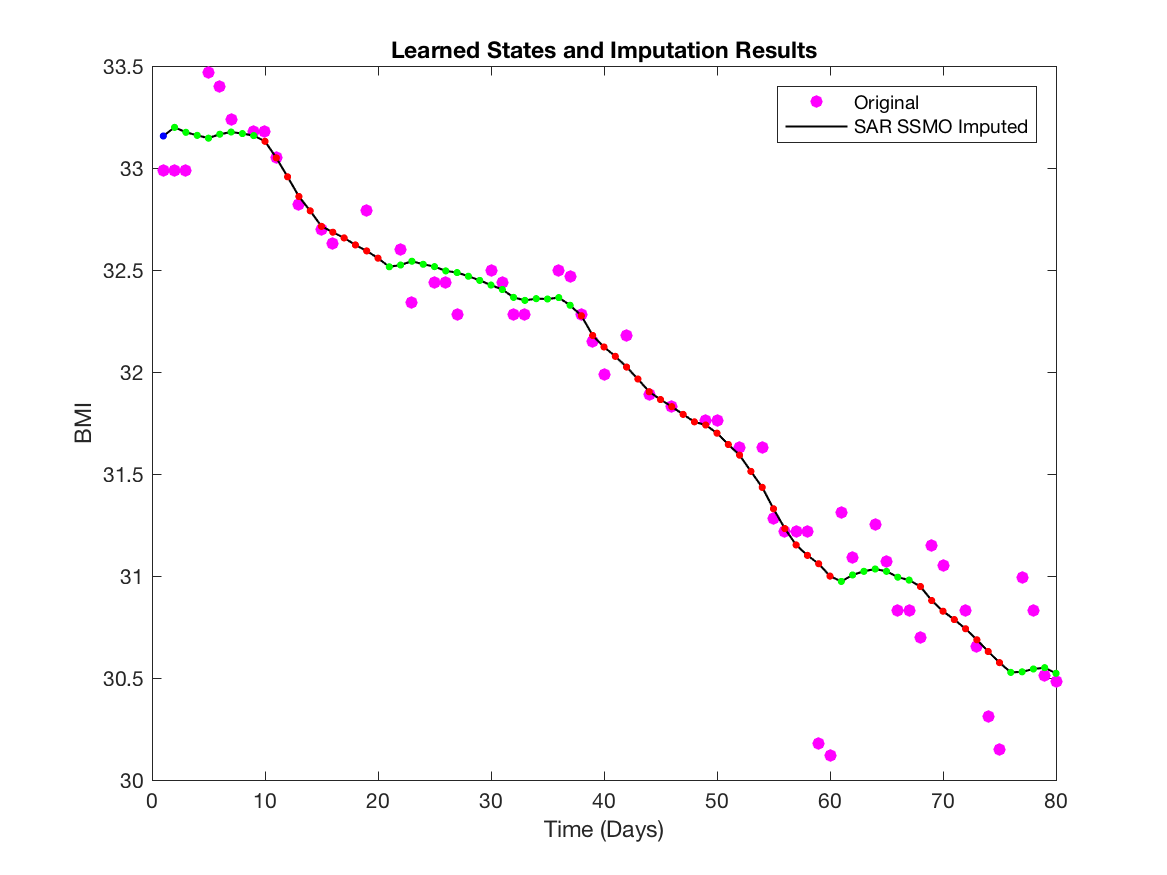 Learned States and Imputation Results
Original
SAR SSMO Imputed
33.5
33
32.5
32
31.5
31
30.5
30
BMI
0 10 20 30 40 50 60 70 80
Time (Days)